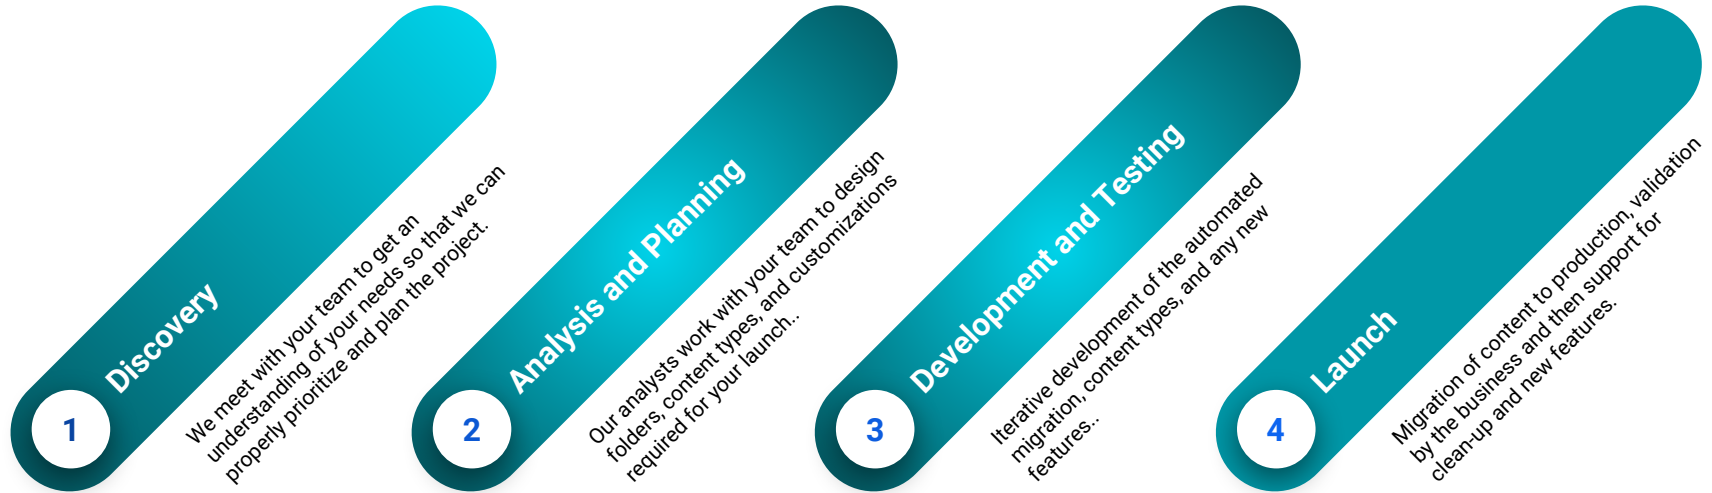 1
Discovery
We meet with your team to get an
understanding of your needs so that we can
properly prioritize and plan the project.
2
Analysis and Planning
Our analysts work with your team to design
folders, content types, and customizations
required for your launch..
3
Development and Testing
Iterative development of the automated
migration, content types, and any new
features..
4
Launch
Migration of content to production, validation
by the business and then support for
clean-up and new features.